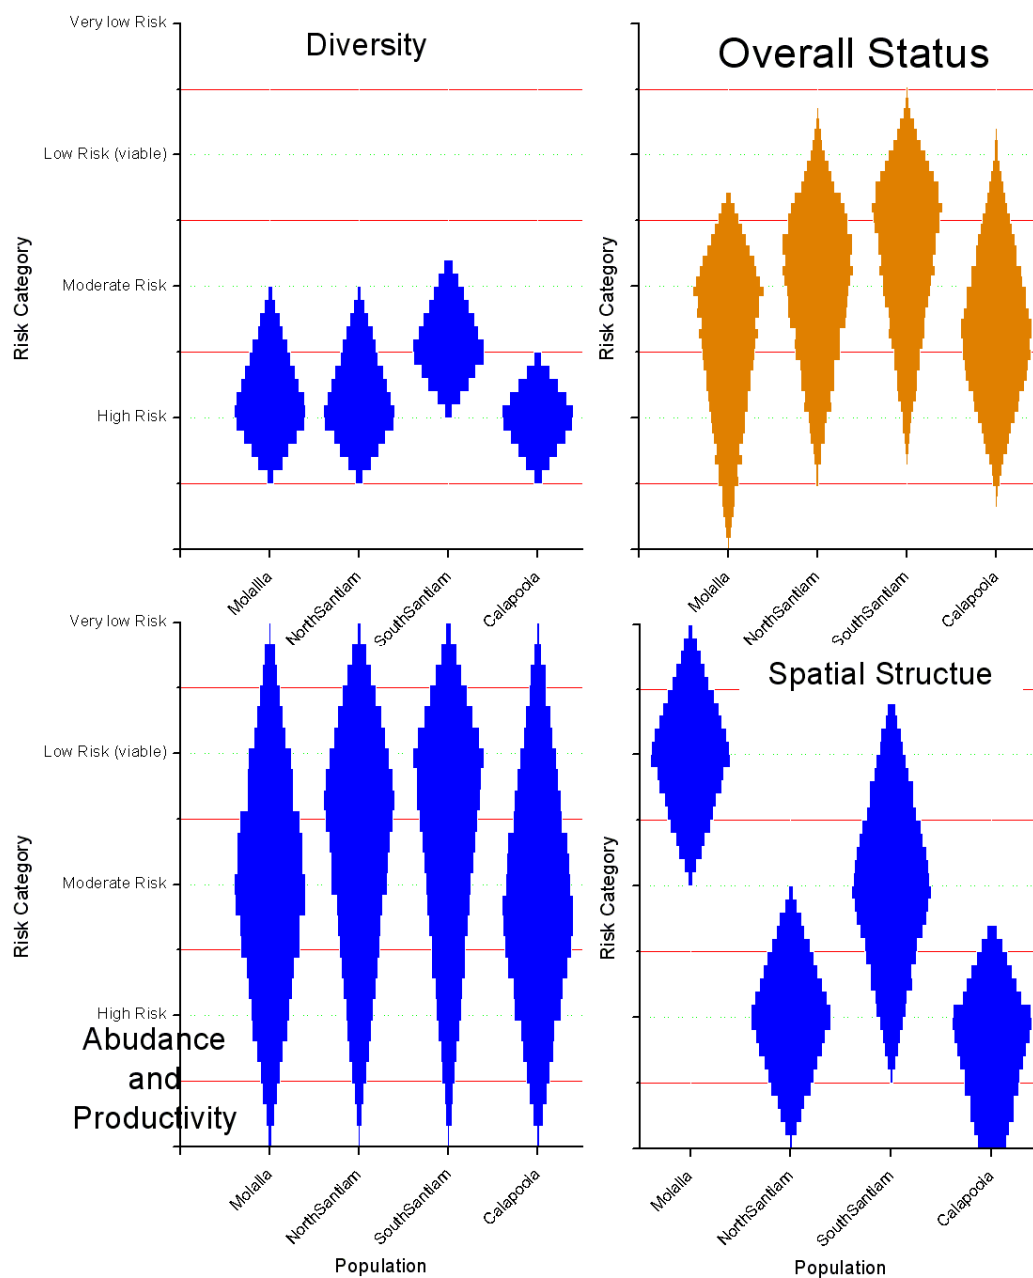 Diversity
Very low Risk
Low Risk (viable)
Moderate Risk
High Risk
Risk Category
Molallla
NorthSantiam
SouthSantiam
Calapooia
Overall Status
Risk Category
Molalla
NorthSantiam
SouthSantiam
Calapooia
Very low Risk
Low Risk (viable)
Moderate Risk
High Risk
Risk Category
Abudance
and
Productivity
Molallla
NorthSantiam
SouthSantiam
Calapooia
Population
Spatial Structue
Risk Category
Molalla
NorthSantiam
SouthSantiam
Calapooia
Population